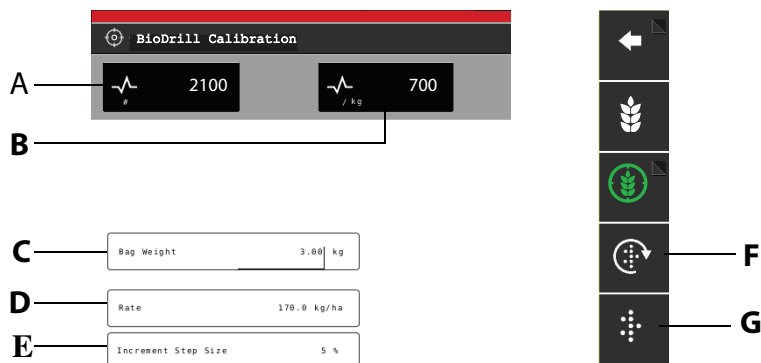 BioDrill Calibration
A
2100
#
700
/ kg
B
C
Bag Weight 3.00 kg
D
Rate 170.0 kg/ha
E
Increment Step Size 5 %
F
G